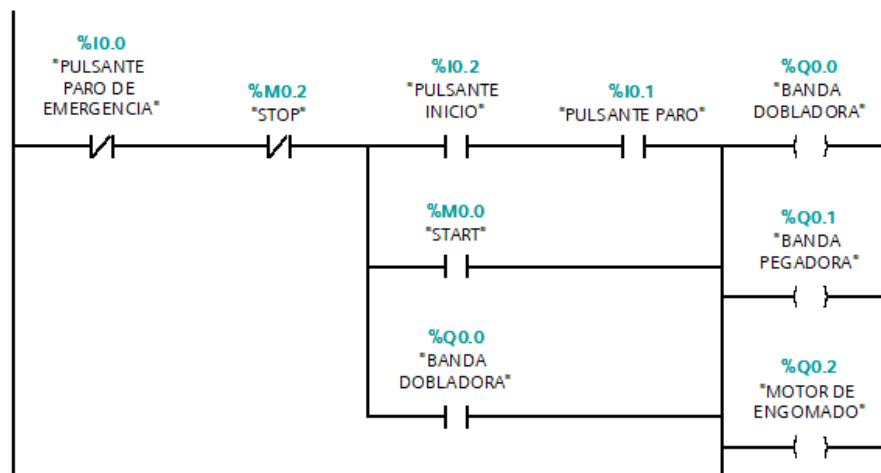 %I0.0
"PULSANTE
PARO DE
EMERGENCIA"
%M0.2
"STOP"
%I0.2
"PULSANTE
INICIO"
%I0.1
"PULSANTE PARO"
%Q0.0
"BANDA
DOBLADORA"
%M0.0
"START"
%Q0.1
"BANDA
PEGADORA"
%Q0.0
"BANDA
DOBLADORA"
%Q0.2
"MOTOR DE
ENGOMADO"